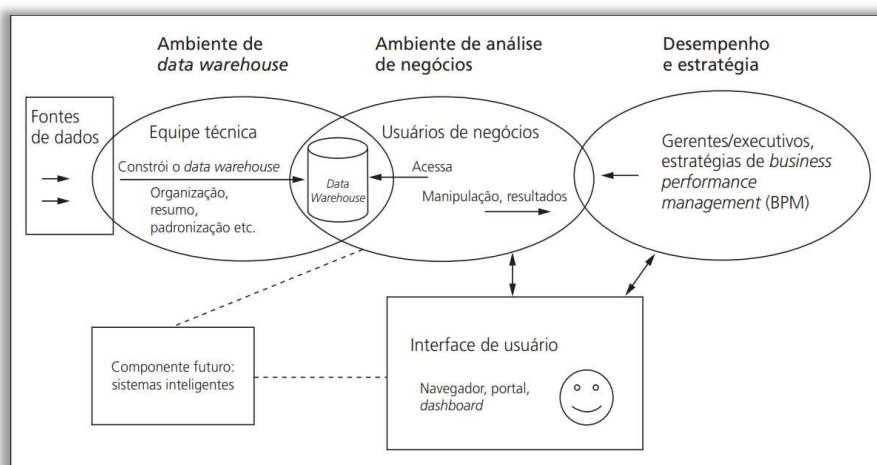 Ambiente de
data warehouse
Ambiente de análise
de negócios
Desempenho
e estratégia
Fontes
de dados
Equipe técnica
Constrói o data warehouse
Organização,
resumo,
padronização etc.
Data
Warehouse
Usuários de negócios
Acessa
Manipulação, resultados
Gerentes/executivos,
estratégias de business
performance
management (BPM)
Componente futuro:
sistemas inteligentes
Interface de usuário
Navegador, portal,
dashboard